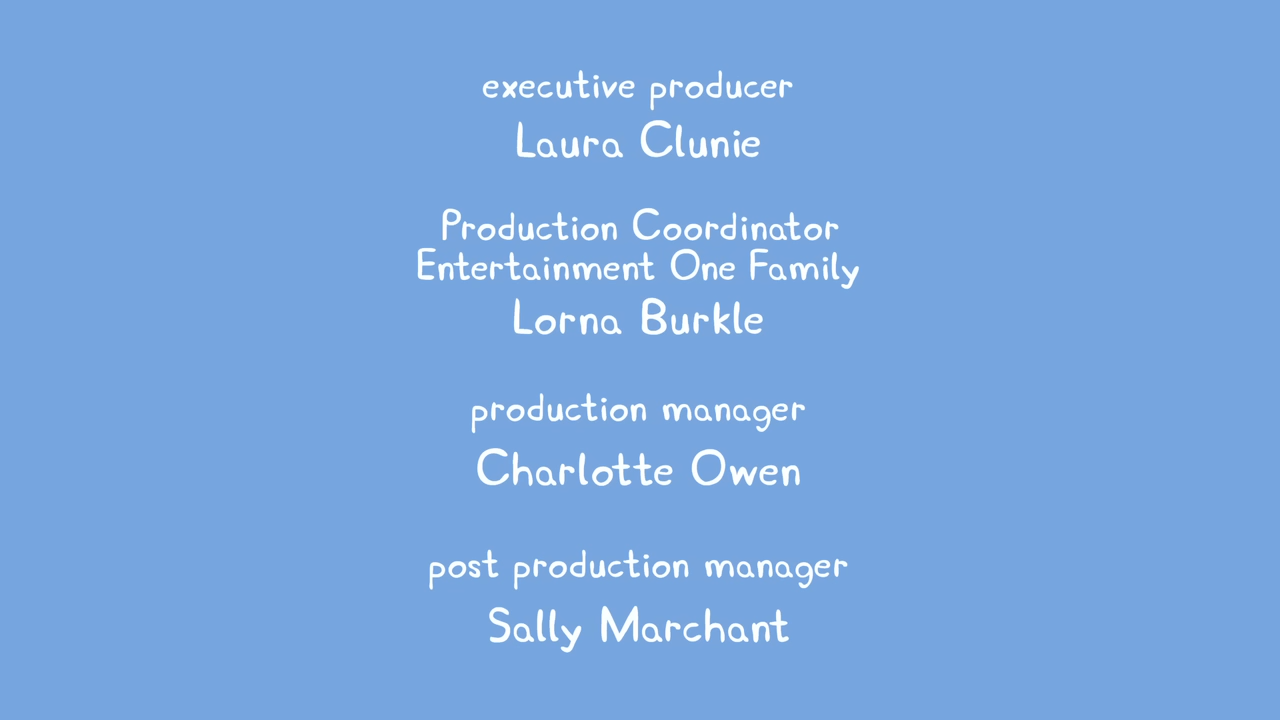 executive producer
Laura Clunie
Production Coordinator
Entertainment One Family
Lorna Burkle
production manager
Charlotte Owen
post production manager
Sally Marchant